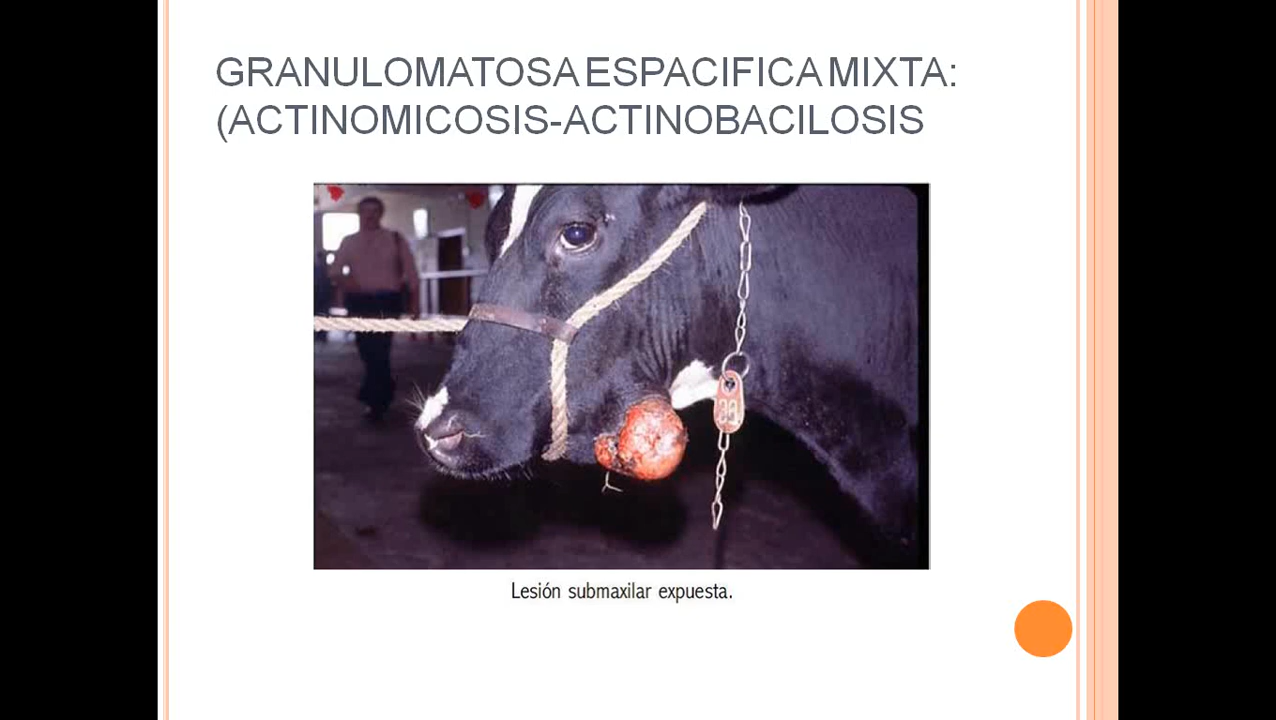 GRANULOMATOSA ESPACIFICA MIXTA:
(ACTINOMICOSIS-ACTINOBACILOSIS
Lesión submaxilar expuesta.